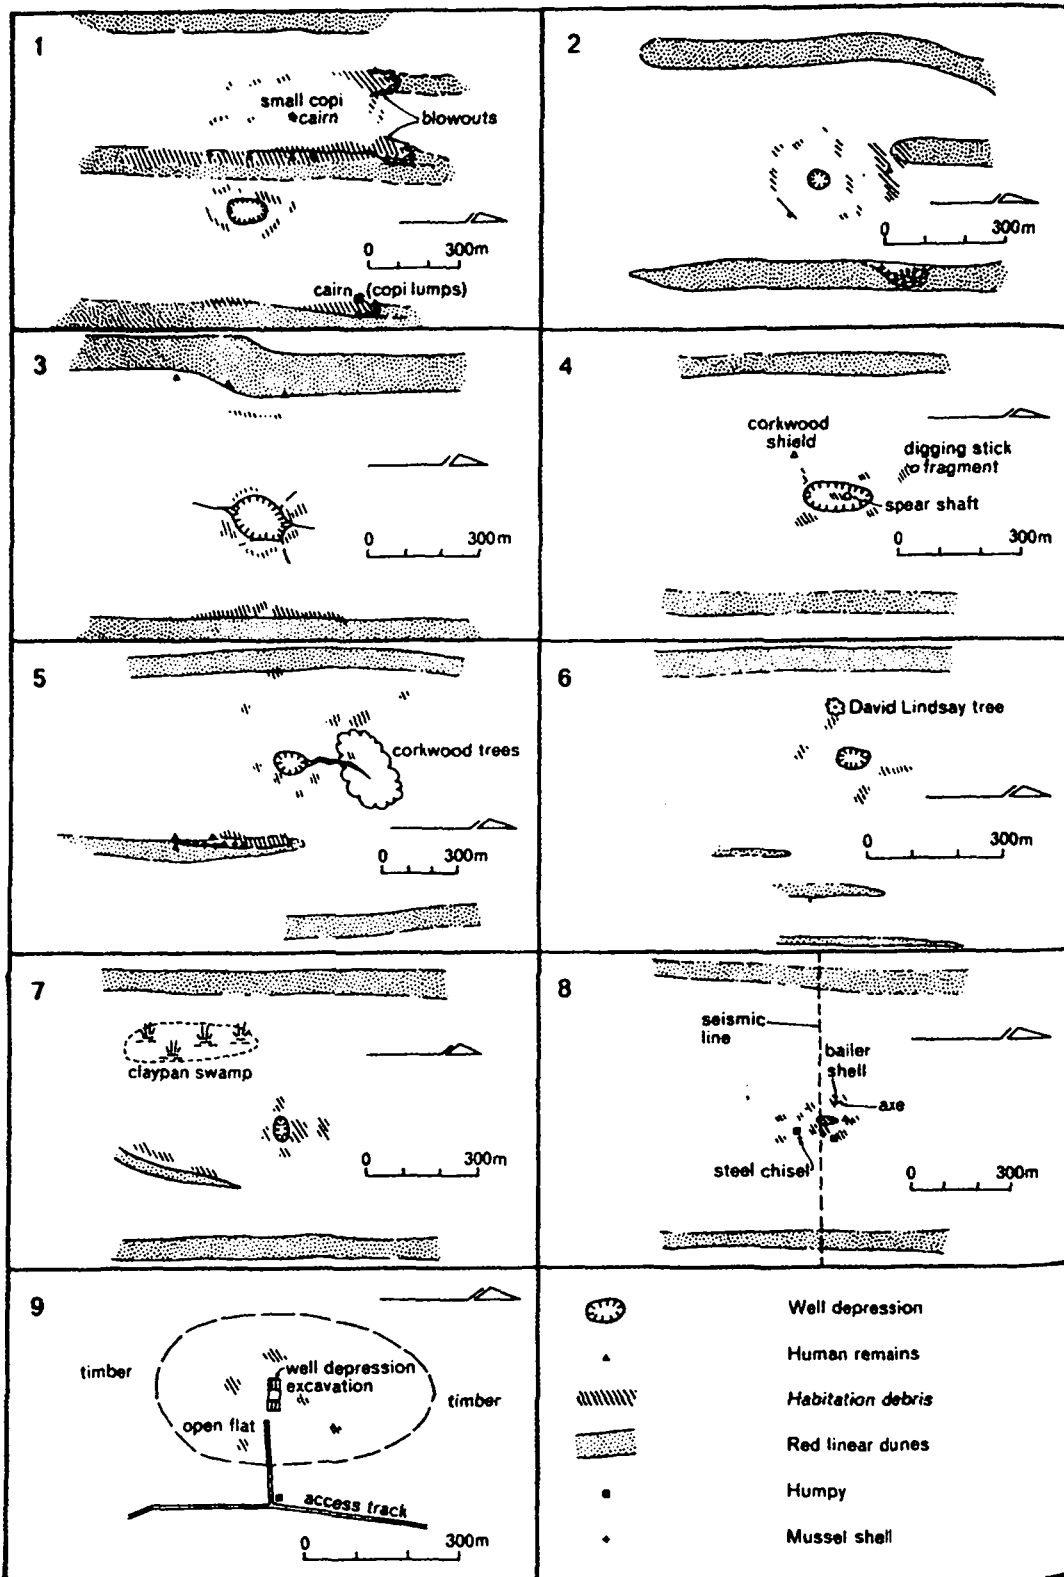 1
small copi
cairn
blowouts
0 300m
cairn (copi lumps)
2
0 300m
3
0 300m
4
corkwood
shield
digging stick
fragment
spear shaft
0 300m
5
corkwood trees
0 300m
6
David Lindsay tree
0 300m
7
claypan swamp
0 300m
8
seismic
line
bailer
shell
axe
steel chisel
0 300m
9
timber
well depression
excavation
timber
open flat
access track
0 300m
Well depression
Human remains
Habitation debris
Red linear dunes
Humpy
Mussel shell